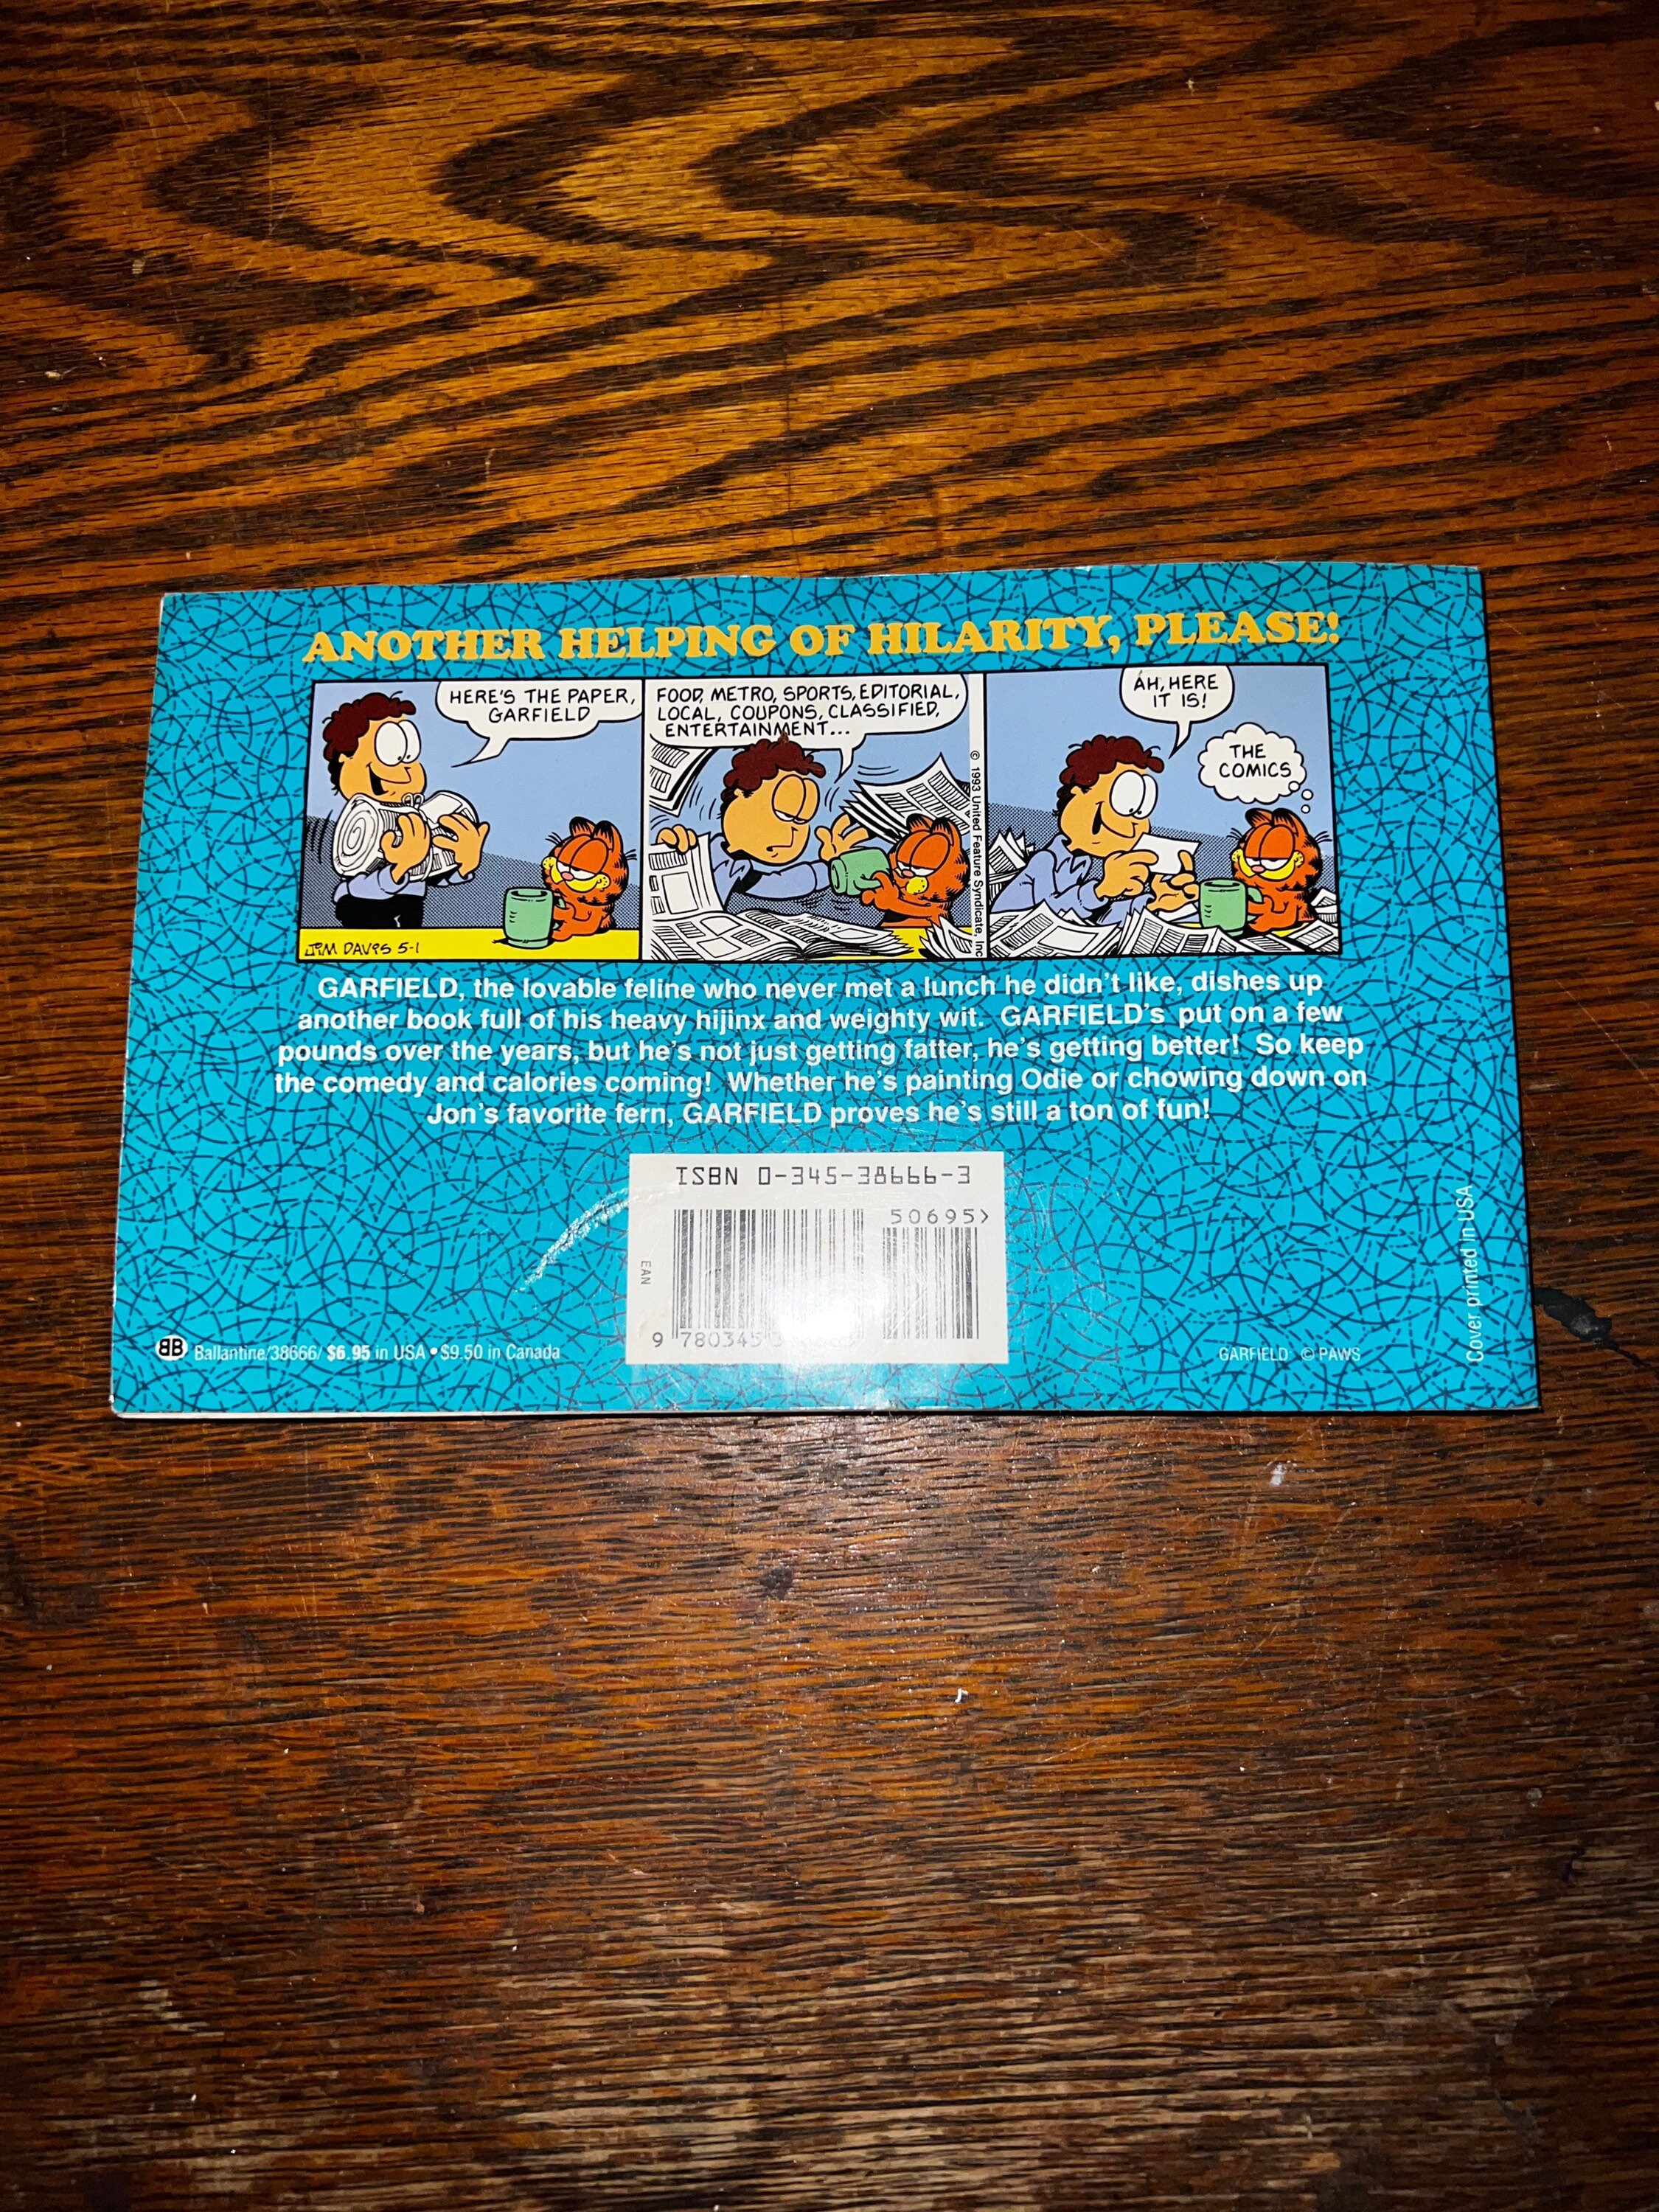 ANOTHER HELPING OF HILARITY, PLEASE!
HERE'S THE PAPER,
GARFIELD
JIM DAVIS 5-1
FOOD, METRO, SPORTS, EDITORIAL,
LOCAL, COUPONS, CLASSIFIED,
ENTERTAINMENT...
© 1993 United Feature Syndicate, Inc
AH, HERE
IT IS!
THE
COMICS
GARFIELD, the lovable feline who never met a lunch he didn't like, dishes up
another book full of his heavy hijinx and weighty wit. GARFIELD's put on a few
pounds over the years, but he's not just getting fatter, he's getting better! So keep
the comedy and calories coming! Whether he's painting Odie or chowing down on
Jon's favorite fern, GARFIELD proves he's still a ton of fun!
ISBN 0-345-38666-3
50695>
EAN
9 780345
BB Ballantine/38666/ $6.95 in USA • $9.50 in Canada
GARFIELD © PAWS
Cover printed in USA